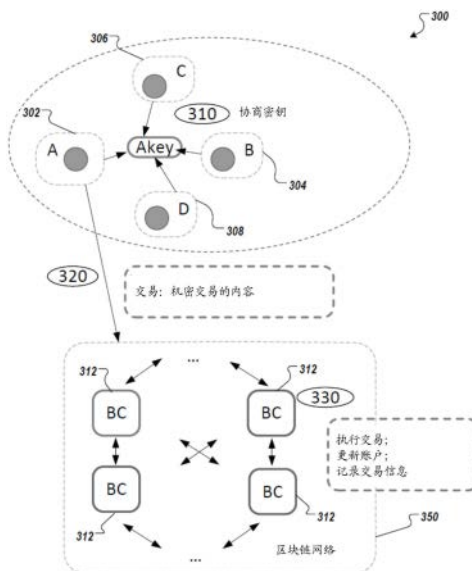 300
306
C
302
310 协商密钥
A
Akey
B
304
D
308
320
交易：机密交易的内容
...
312
312
330
BC
BC
执行交易；
更新账户；
记录交易信息
BC
BC
312
312
350
...
区块链网络